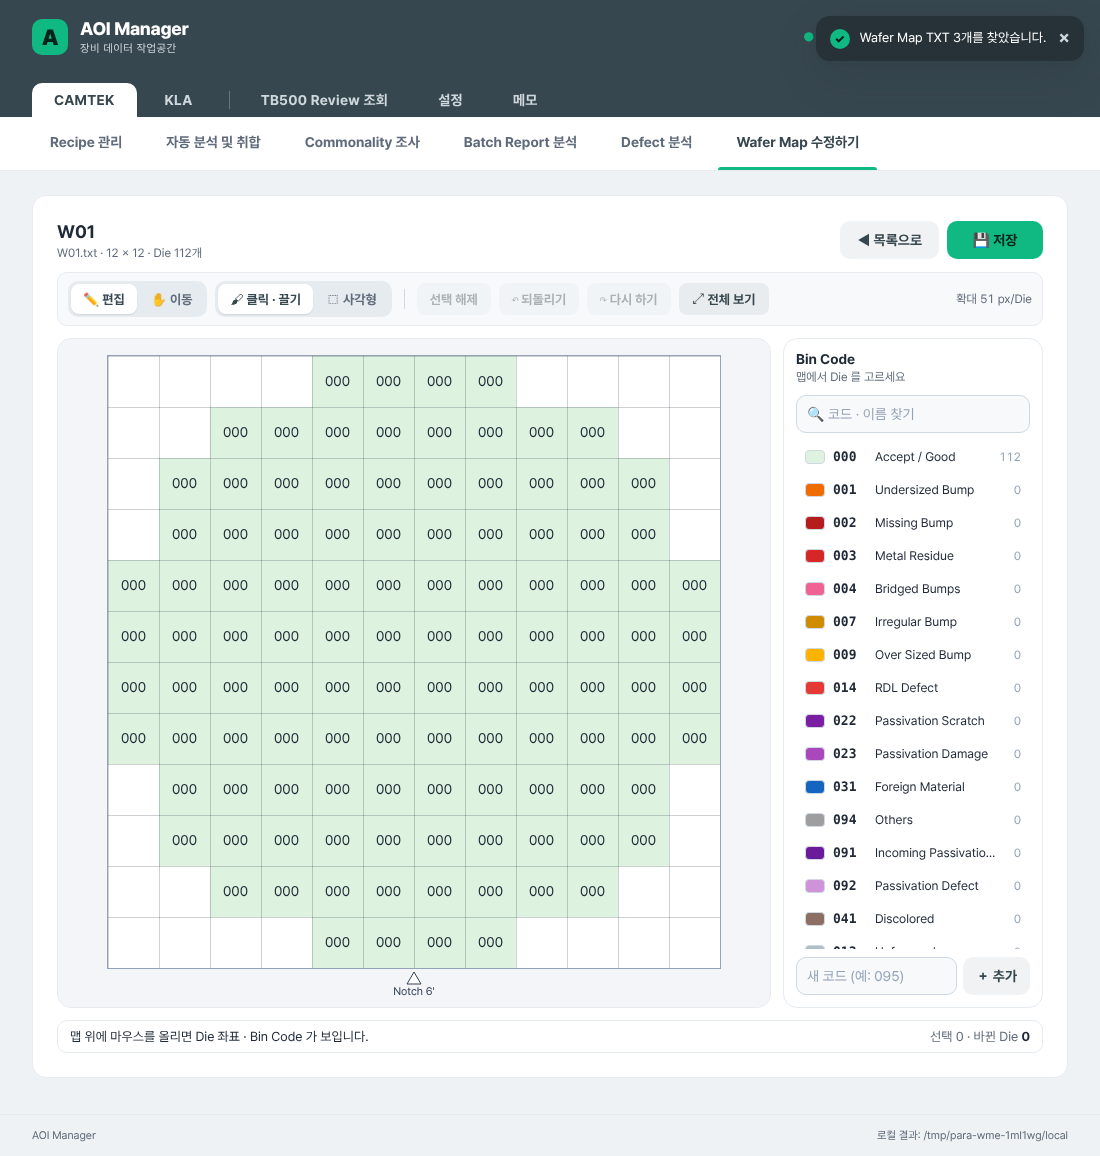 A AOI Manager
장비 데이터 작업공간
Wafer Map TXT 3개를 찾았습니다. ×
CAMTEK KLA TB500 Review 조회 설정 메모
Recipe 관리 자동 분석 및 취합 Commonality 조사 Batch Report 분석 Defect 분석 Wafer Map 수정하기
W01
W01.txt · 12 × 12 · Die 112개
◀ 목록으로 💾 저장
✏️ 편집 ✋ 이동 🖌 클릭 · 끌기 ⬚ 사각형 선택 해제 ↶ 되돌리기 ↷ 다시 하기 ⤢ 전체 보기 확대 51 px/Die
000 000 000 000
000 000 000 000 000 000 000 000
000 000 000 000 000 000 000 000 000 000
000 000 000 000 000 000 000 000 000 000
000 000 000 000 000 000 000 000 000 000 000 000
000 000 000 000 000 000 000 000 000 000 000 000
000 000 000 000 000 000 000 000 000 000 000 000
000 000 000 000 000 000 000 000 000 000 000 000
000 000 000 000 000 000 000 000 000 000
000 000 000 000 000 000 000 000 000 000
000 000 000 000 000 000 000 000
000 000 000 000
Notch 6'
Bin Code
맵에서 Die 를 고르세요
🔍 코드 · 이름 찾기
000 Accept / Good 112
001 Undersized Bump 0
002 Missing Bump 0
003 Metal Residue 0
004 Bridged Bumps 0
007 Irregular Bump 0
009 Over Sized Bump 0
014 RDL Defect 0
022 Passivation Scratch 0
023 Passivation Damage 0
031 Foreign Material 0
094 Others 0
091 Incoming Passivatio... 0
092 Passivation Defect 0
041 Discolored 0
새 코드 (예: 095) + 추가
맵 위에 마우스를 올리면 Die 좌표 · Bin Code 가 보입니다. 선택 0 · 바뀐 Die 0
AOI Manager 로컬 결과: /tmp/para-wme-1ml1wg/local